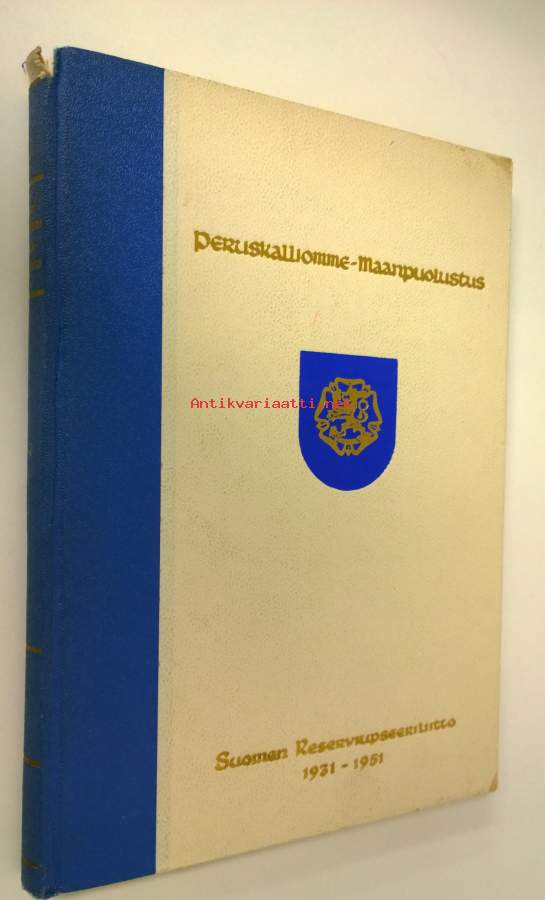 Peruskalliomme-Maanpuolustus
Antikvariaatti.net
Suomen Reserviupseeriliitto
1931 - 1951